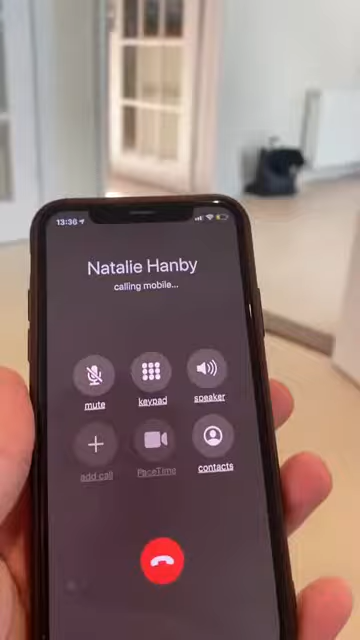 13:36
Natalie Hanby
calling mobile...
mute
keypad
speaker
add call
FaceTime
contacts